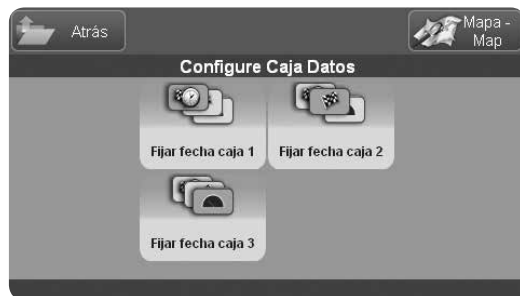 Atrás
Mapa -
Map
Configure Caja Datos
Fijar fecha caja 1
Fijar fecha caja 2
Fijar fecha caja 3